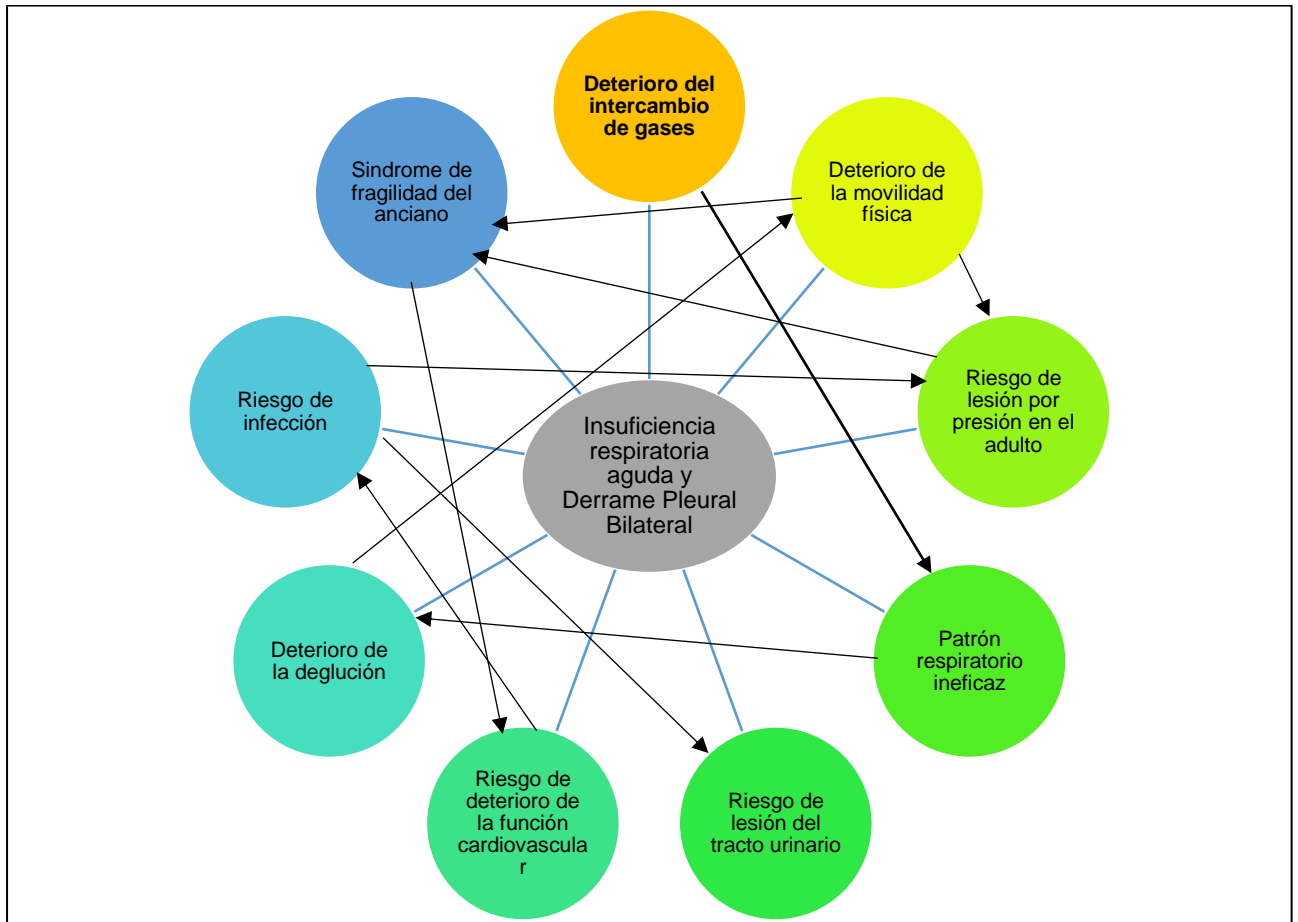 Deterioro del
intercambio
de gases
Deterioro de
la movilidad
física
Riesgo de
lesión por
presión en el
adulto
Patrón
respiratorio
ineficaz
Riesgo de
lesión del
tracto urinario
Riesgo de
deterioro de
la función
cardiovascula
r
Deterioro de
la deglución
Riesgo de
infección
Sindrome de
fragilidad del
anciano
Insuficiencia
respiratoria
aguda y
Derrame Pleural
Bilateral